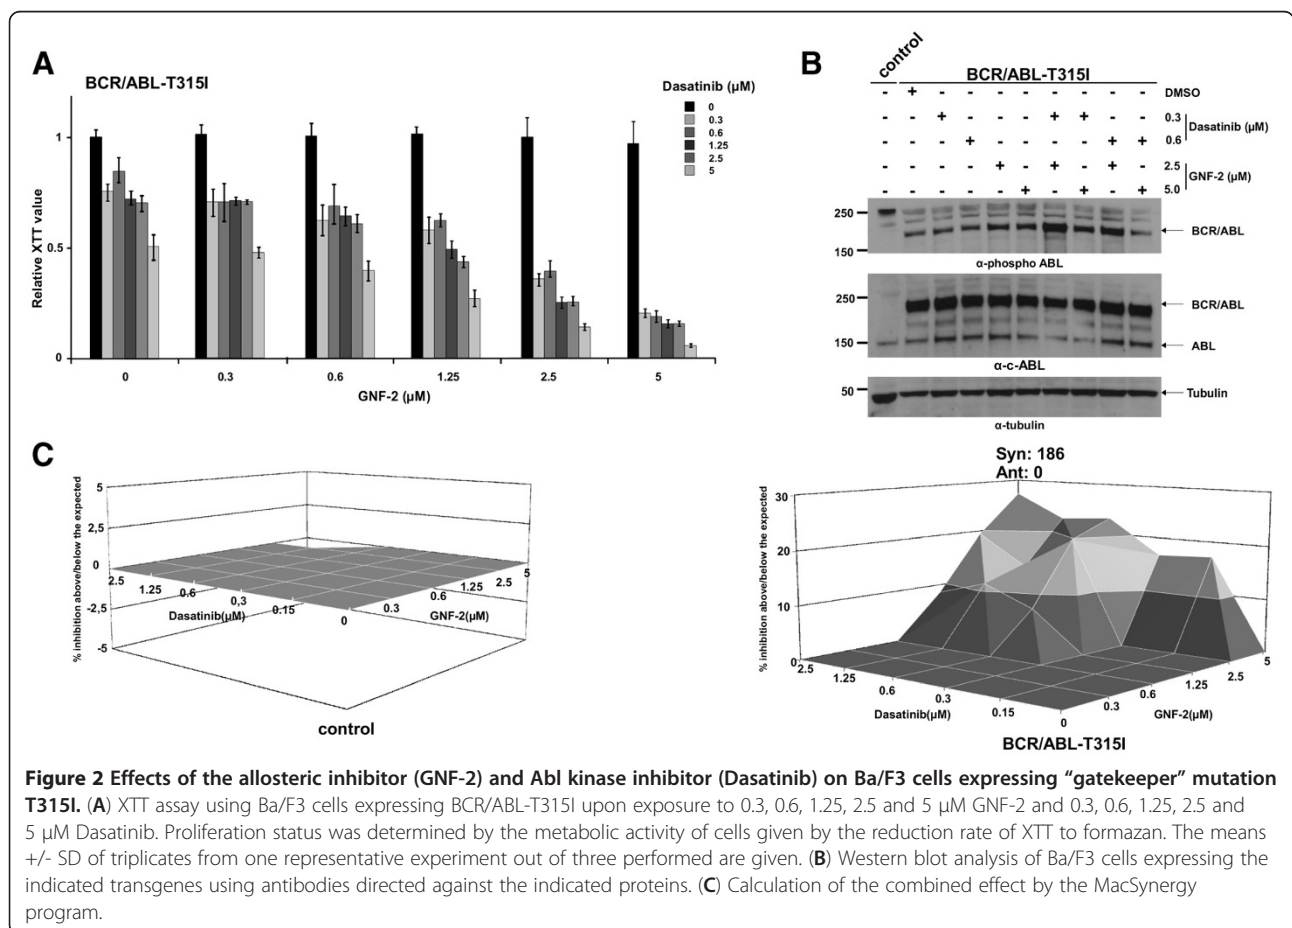 A
BCR/ABL-T315I
Dasatinib (µM)
0
0.3
0.6
1.25
2.5
5
Relative XTT value
1
0.5
0
0 0.3 0.6 1.25 2.5 5
GNF-2 (µM)
B
control
BCR/ABL-T315I
- + - - - - - - - - DMSO
- - + - - - + + - - 0.3
- - - + - - - - + + 0.6
Dasatinib (µM)
- - - - + - + - + - 2.5
- - - - - + - + - + 5.0
GNF-2 (µM)
250
150
BCR/ABL
α-phospho ABL
250
150
BCR/ABL
ABL
α-c-ABL
50
Tubulin
α-tubulin
C
% inhibition above/below the expected
5
2,5
0
-2,5
-5
2.5 1.25 0.6 0.3 0.15 0
Dasatinib(µM)
0.3 0.6 1.25 2.5 5
GNF-2(µM)
control
Syn: 186
Ant: 0
% inhibition above/below the expected
30
20
10
0
2.5 1.25 0.6 0.3 0.15 0
Dasatinib(µM)
0.3 0.6 1.25 2.5 5
GNF-2(µM)
BCR/ABL-T315I
Figure 2 Effects of the allosteric inhibitor (GNF-2) and Abl kinase inhibitor (Dasatinib) on Ba/F3 cells expressing “gatekeeper” mutation
T315I. (A) XTT assay using Ba/F3 cells expressing BCR/ABL-T315I upon exposure to 0.3, 0.6, 1.25, 2.5 and 5 µM GNF-2 and 0.3, 0.6, 1.25, 2.5 and
5 µM Dasatinib. Proliferation status was determined by the metabolic activity of cells given by the reduction rate of XTT to formazan. The means
+/- SD of triplicates from one representative experiment out of three performed are given. (B) Western blot analysis of Ba/F3 cells expressing the
indicated transgenes using antibodies directed against the indicated proteins. (C) Calculation of the combined effect by the MacSynergy
program.